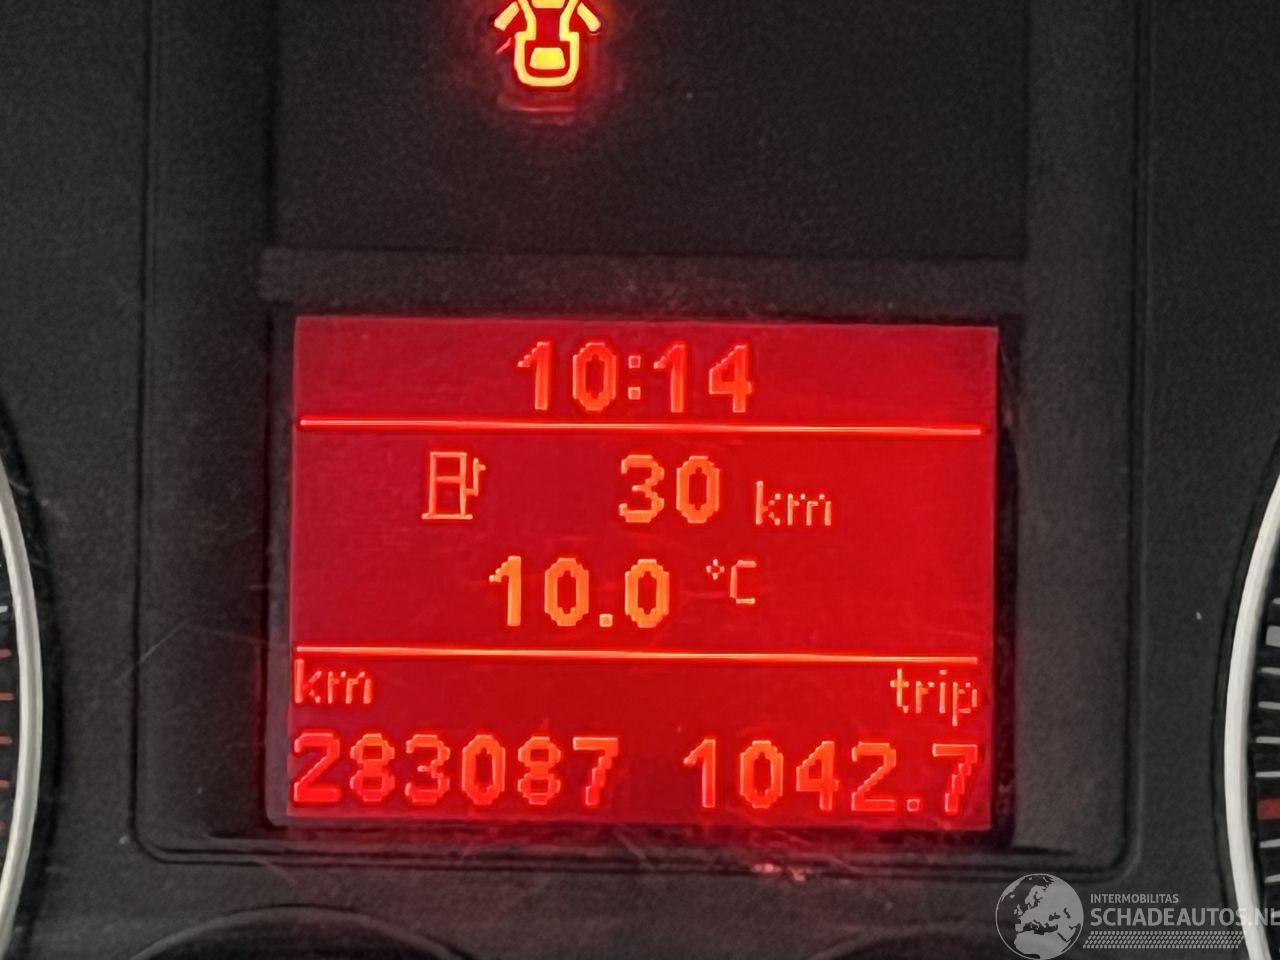 10:14
30 km
10.0 °C
km trip
283087 1042.7
INTERMOBILITAS
SCHADEAUTOS.NL